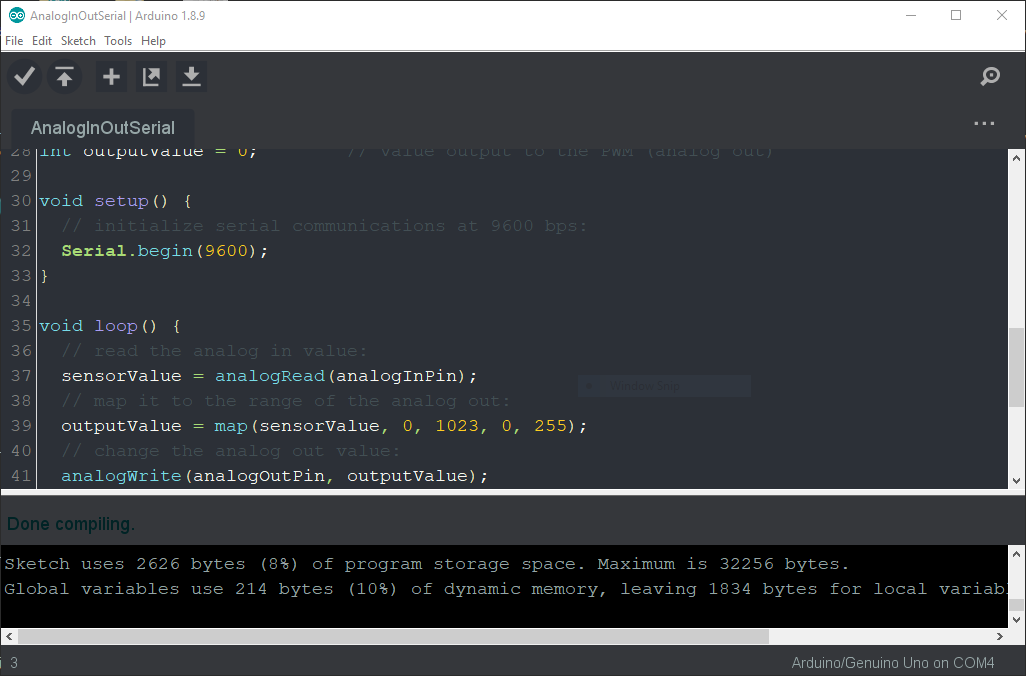 AnalogInOutSerial | Arduino 1.8.9
File Edit Sketch Tools Help
AnalogInOutSerial
28 int outputValue = 0; // value output to the PWM (analog out)
29
30 void setup() {
31 // initialize serial communications at 9600 bps:
32 Serial.begin(9600);
33 }
34
35 void loop() {
36 // read the analog in value:
37 sensorValue = analogRead(analogInPin);
Window Snip
38 // map it to the range of the analog out:
39 outputValue = map(sensorValue, 0, 1023, 0, 255);
40 // change the analog out value:
41 analogWrite(analogOutPin, outputValue);
Done compiling.
Sketch uses 2626 bytes (8%) of program storage space. Maximum is 32256 bytes.
Global variables use 214 bytes (10%) of dynamic memory, leaving 1834 bytes for local variabl
3 Arduino/Genuino Uno on COM4